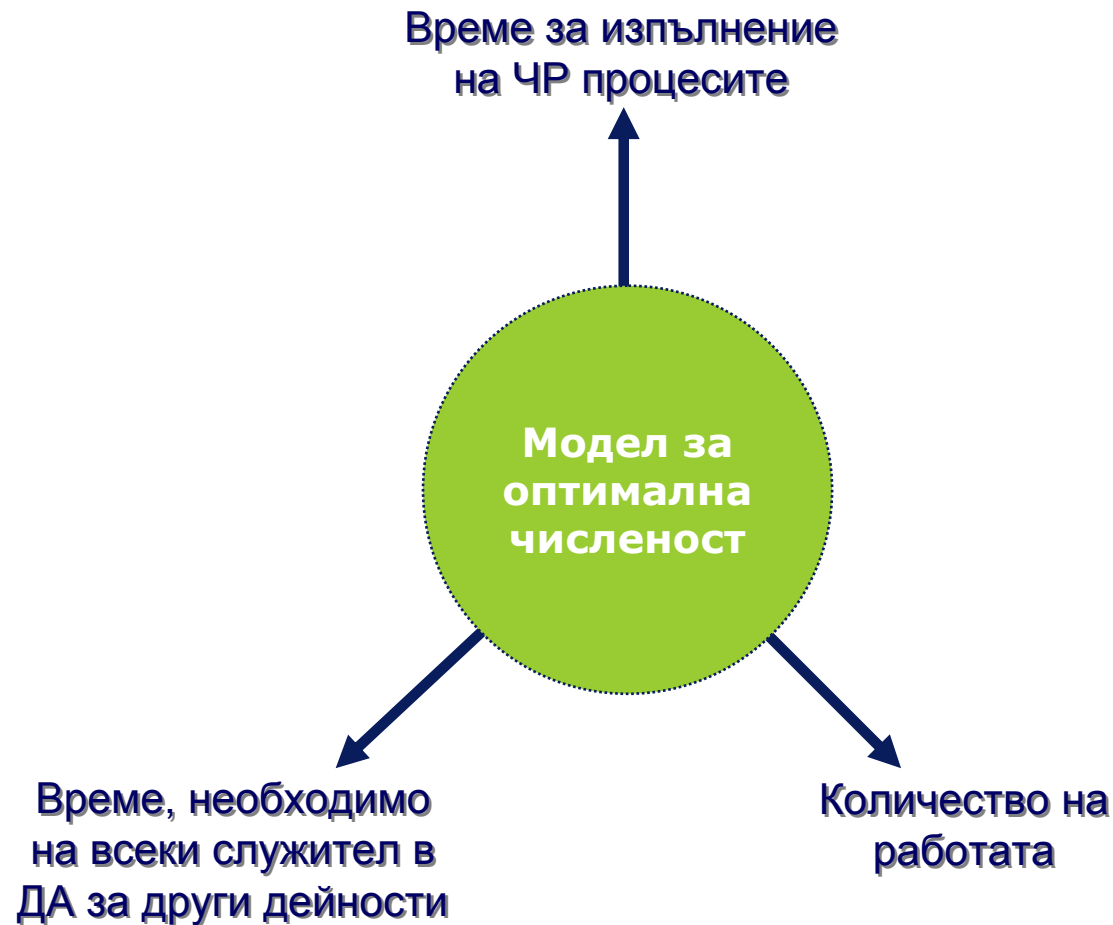 Време за изпълнение
на ЧР процесите
Модел за
оптимална
численост
Време, необходимо
на всеки служител в
ДА за други дейности
Количество на
работата